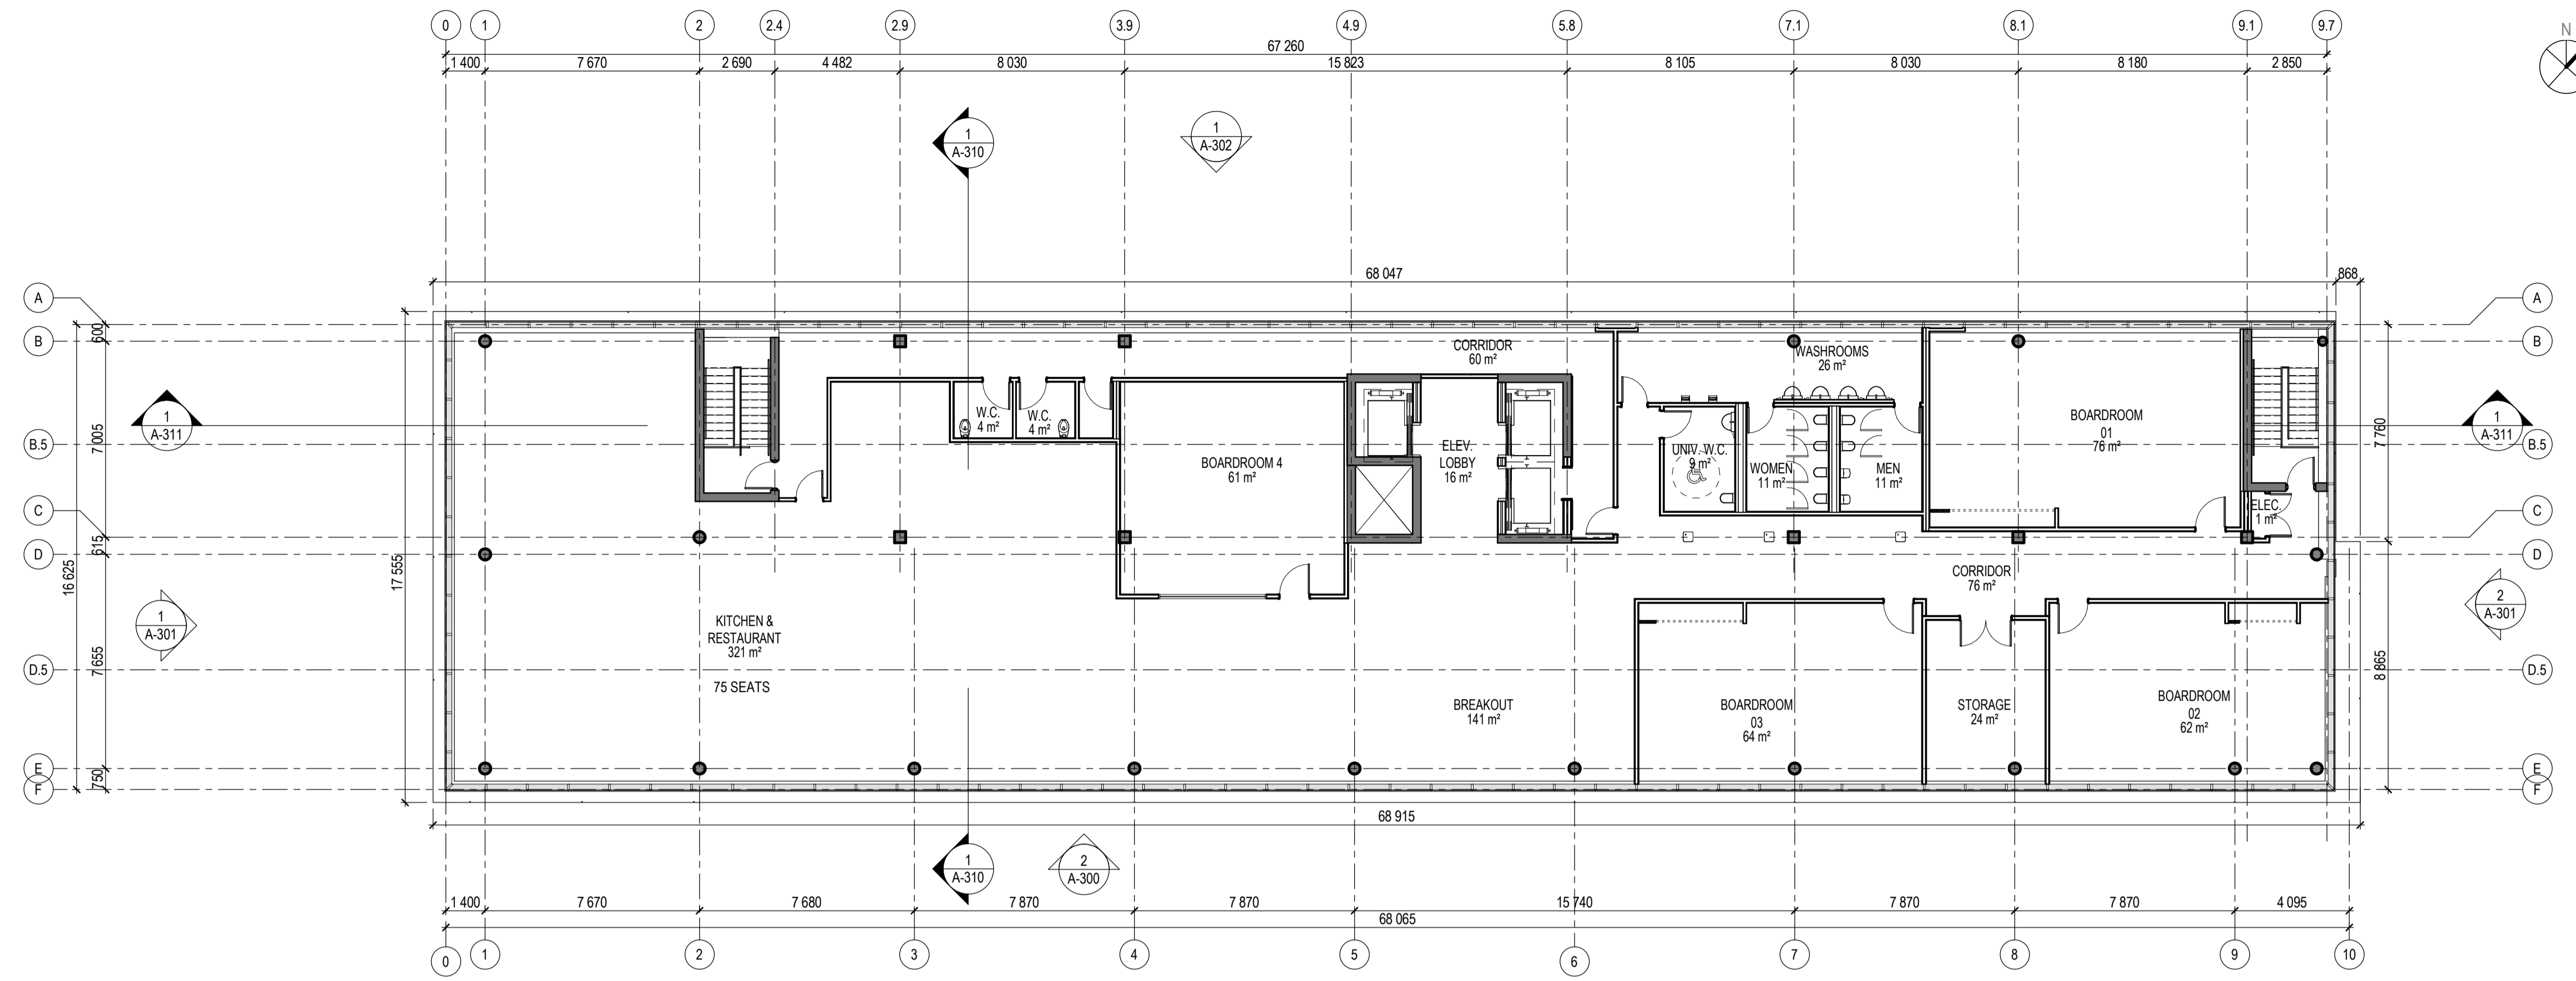 0 1 2 2.4 2.9 3.9 4.9 5.8 7.1 8.1 9.1 9.7
N
67 260
1 400 7 670 2 690 4 482 8 030 15 823 8 105 8 030 8 180 2 850
1
A-310
1
A-302
68 047 868
A A
600
B B
CORRIDOR
60 m²
WASHROOMS
26 m²
1
A-311
7 005
W.C.
4 m²
W.C.
4 m²
BOARDROOM
01
76 m²
1
A-311
7 760
B.5 B.5
BOARDROOM 4
61 m²
ELEV.
LOBBY
16 m²
UNIV. W.C.
9 m²
WOMEN
11 m²
MEN
11 m²
ELEC.
1 m²
C C
615
D D
16 625
17 555
CORRIDOR
76 m²
1
A-301
2
A-301
KITCHEN &
RESTAURANT
321 m²
75 SEATS
7 655
8 865
D.5 D.5
BREAKOUT
141 m²
BOARDROOM
03
64 m²
STORAGE
24 m²
BOARDROOM
02
62 m²
E E
750
F F
68 915
1
A-310
2
A-300
1 400 7 670 7 680 7 870 7 870 15 740 7 870 7 870 4 095
68 065
0 1 2 3 4 5 6 7 8 9 10